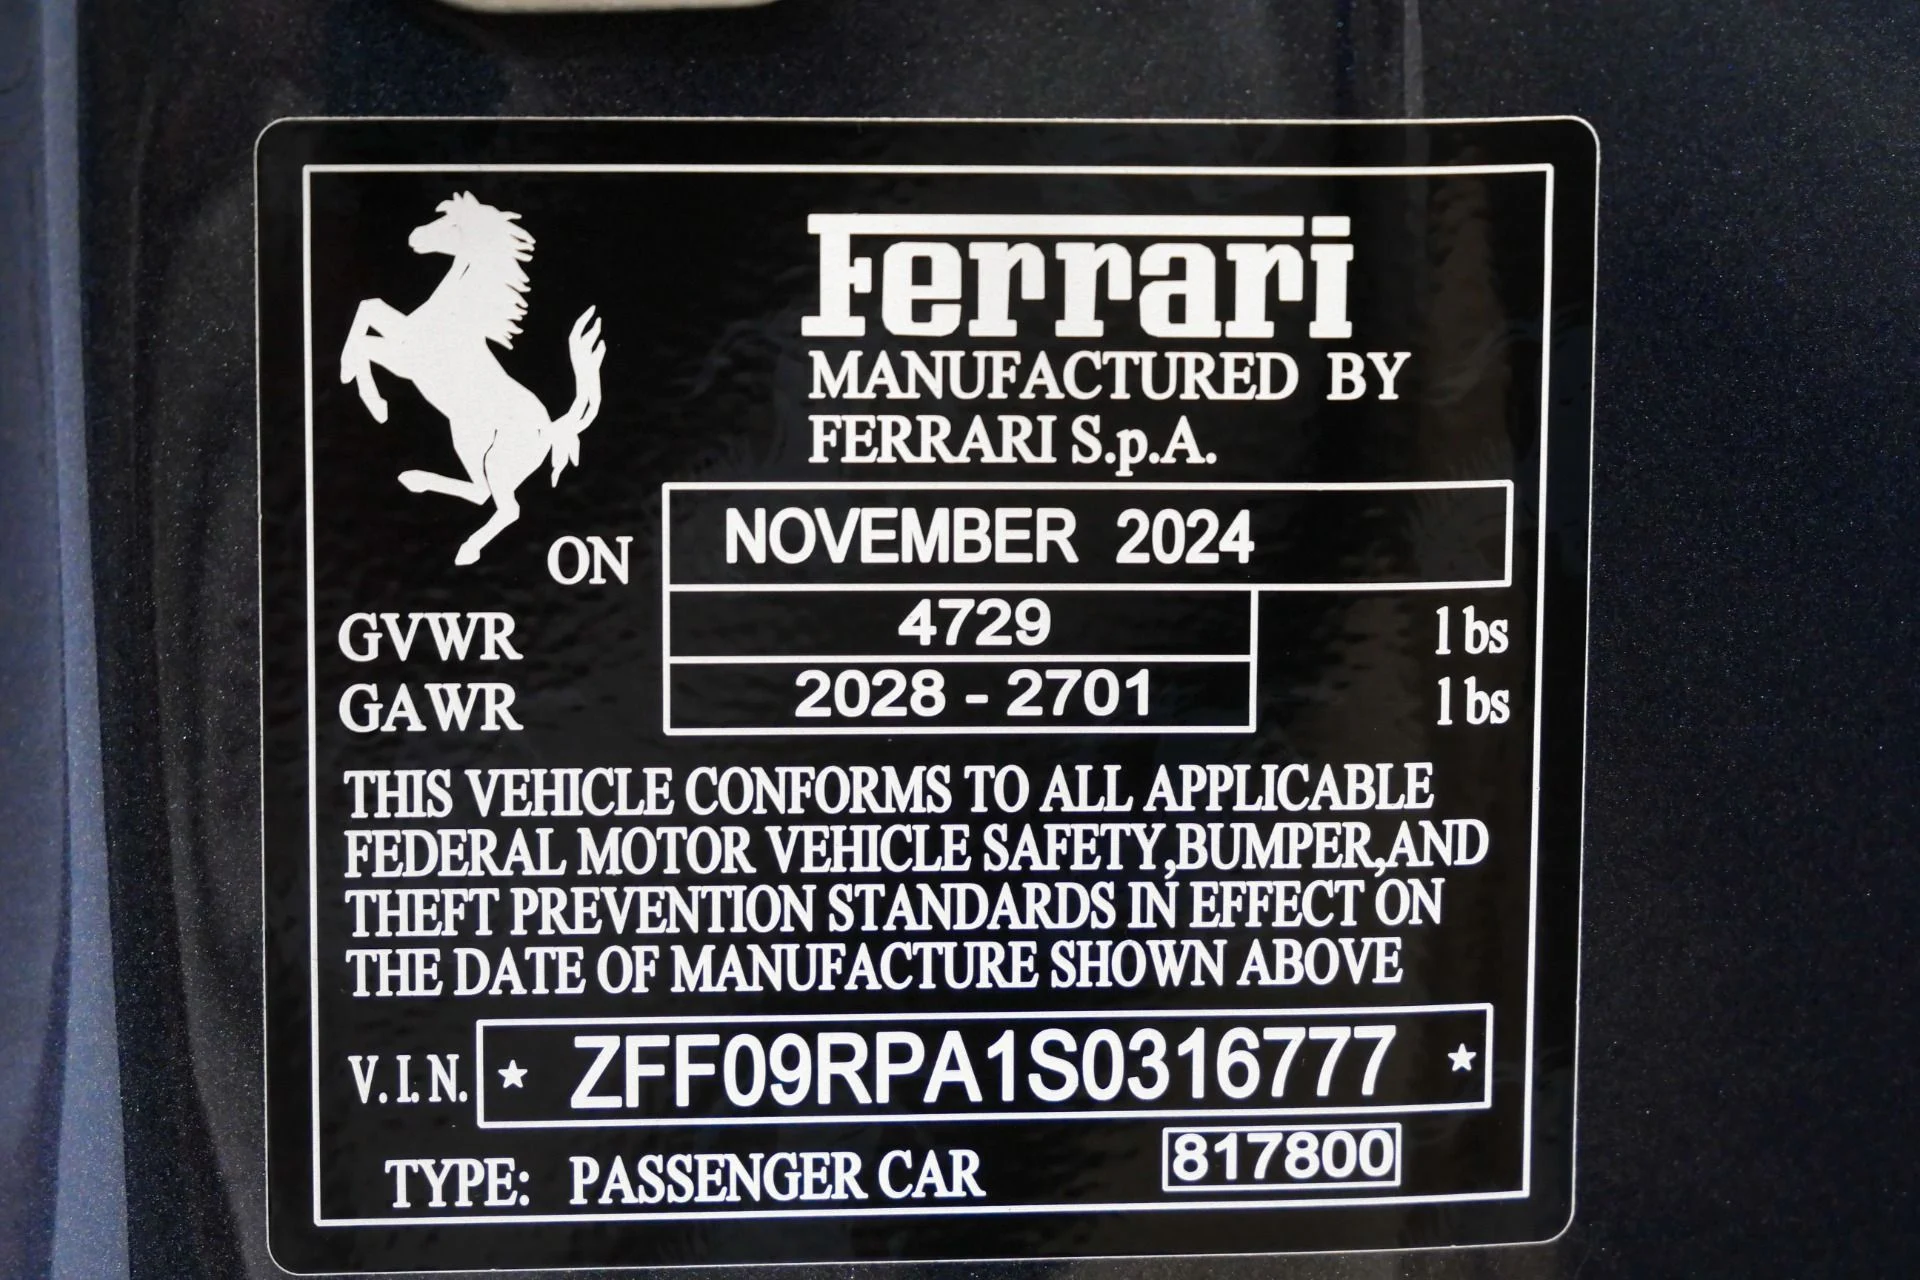 Ferrari
MANUFACTURED BY
FERRARI S.p.A.
ON NOVEMBER 2024
GVWR 4729 lbs
GAWR 2028 - 2701 lbs
THIS VEHICLE CONFORMS TO ALL APPLICABLE
FEDERAL MOTOR VEHICLE SAFETY,BUMPER,AND
THEFT PREVENTION STANDARDS IN EFFECT ON
THE DATE OF MANUFACTURE SHOWN ABOVE
V.I.N. ★ ZFF09RPA1S0316777 ★
TYPE: PASSENGER CAR 817800